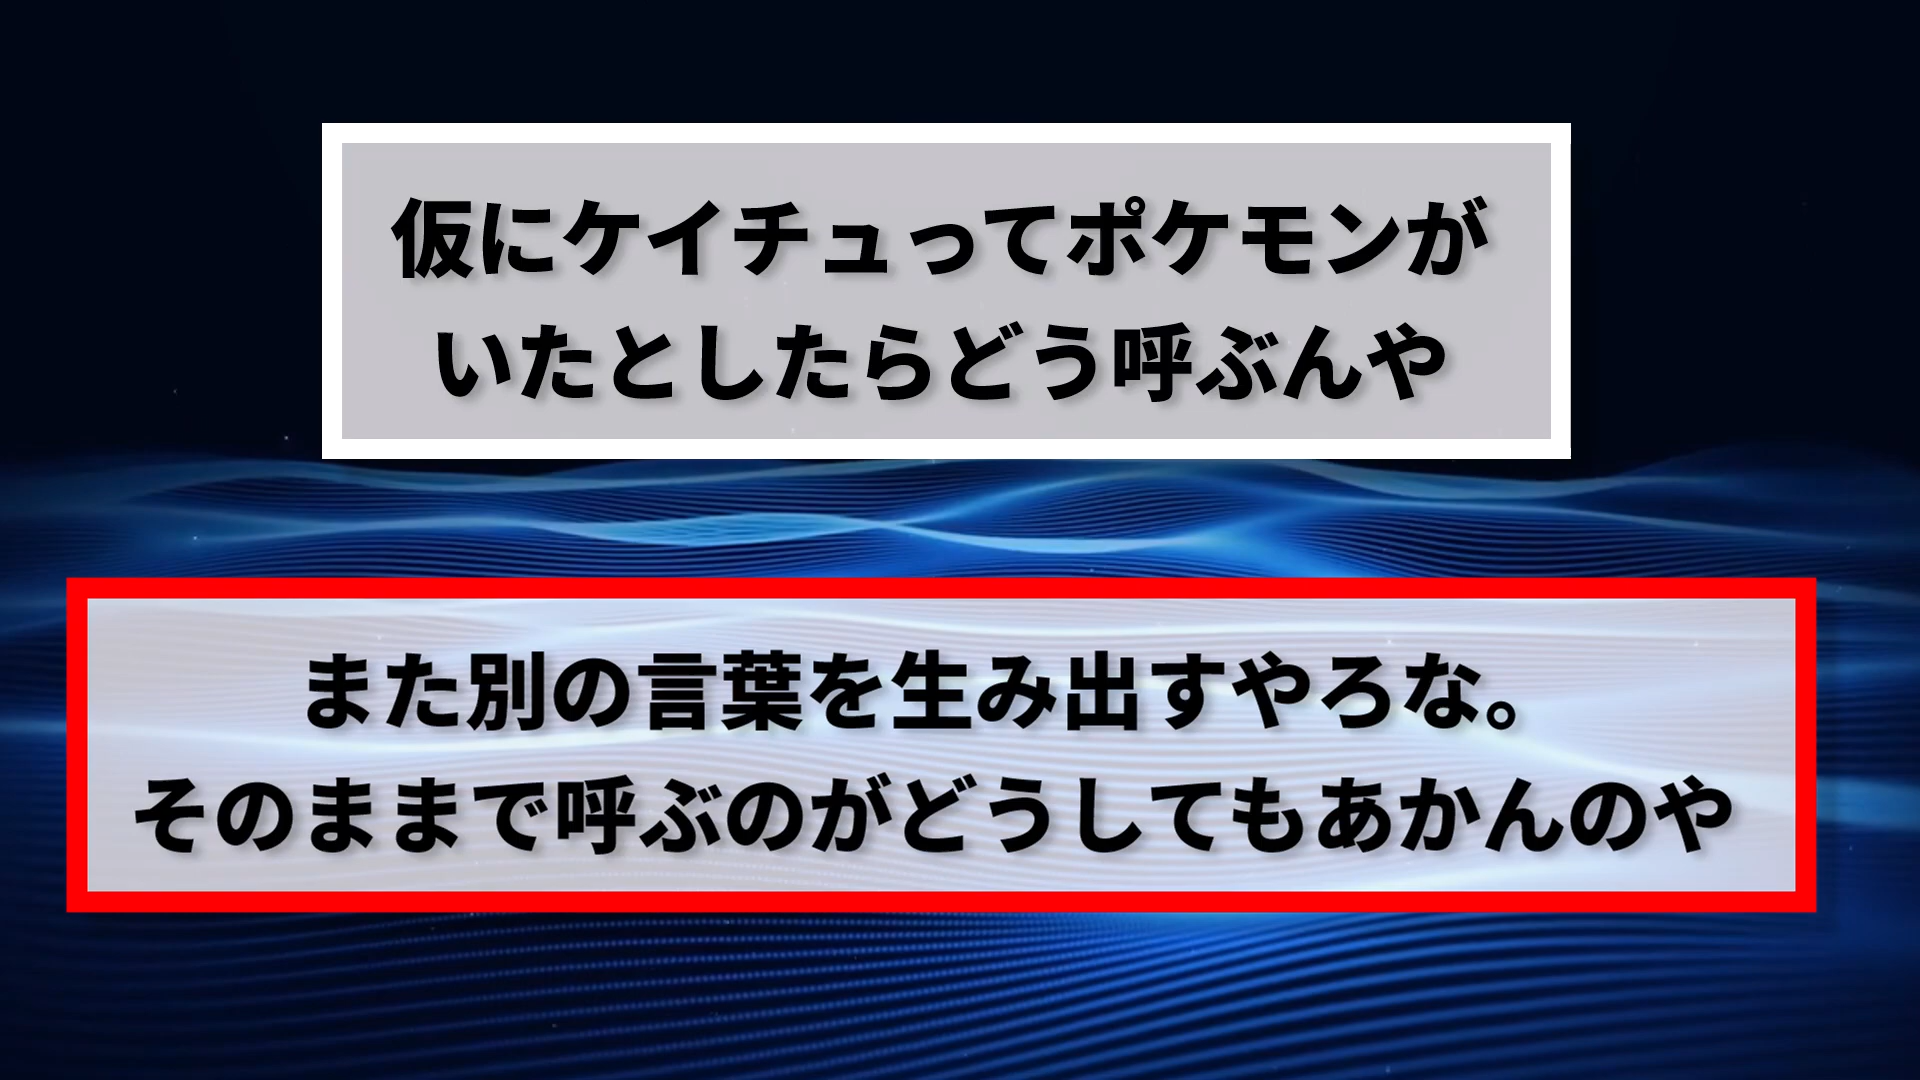 仮にケイチュってポケモンが
いたとしたらどう呼ぶんや
また別の言葉を生み出すやろな。
そのままで呼ぶのがどうしてもあかんのや